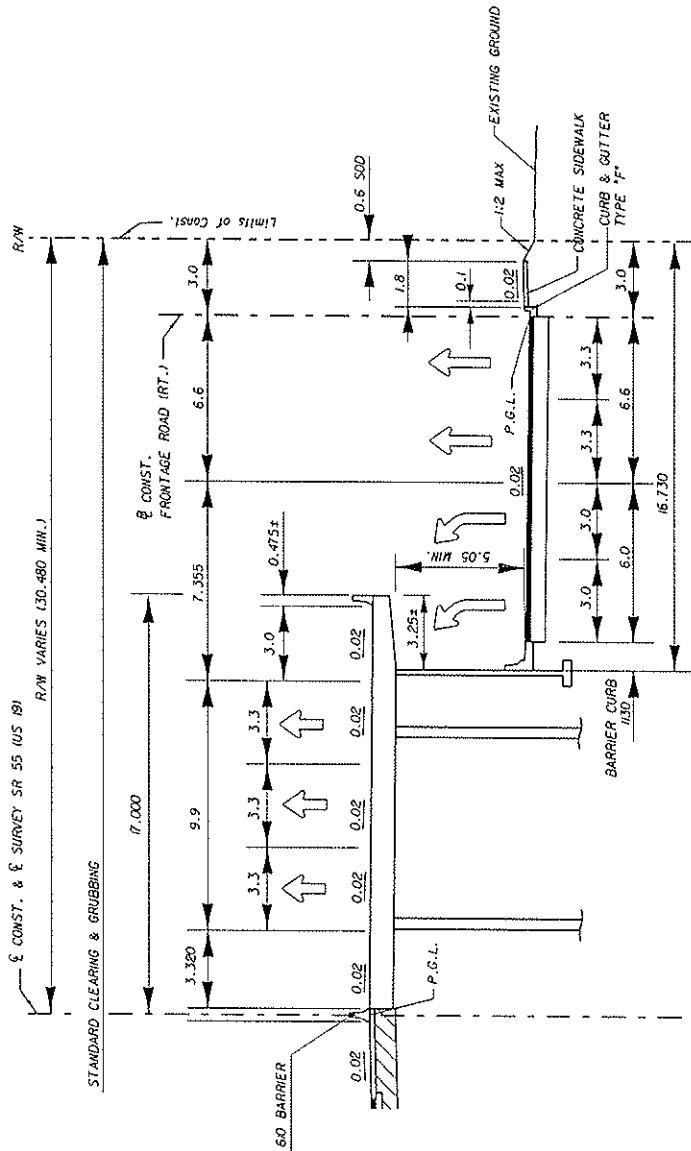 ℄ CONST. & ℄ SURVEY SR 55 (US 19)
R/W
R/W VARIES (30.480 MIN.)
STANDARD CLEARING & GRUBBING
Limits of Const.
17.000
℄ CONST.
FRONTAGE ROAD (RT.)
3.320
9.9
7.355
6.6
3.0
3.3
3.3
3.3
3.0
0.475±
0.6 SOD
1.8
0.1
610 BARRIER
0.02
0.02
0.02
0.02
0.02
0.02
0.02
0.02
P.G.L.
3.25±
5.05 MIN.
P.G.L.
1:2 MAX
EXISTING GROUND
CONCRETE SIDEWALK
CURB & GUTTER
TYPE "F"
BARRIER CURB
1130
3.0
3.0
3.3
3.3
6.0
6.6
3.0
16.730